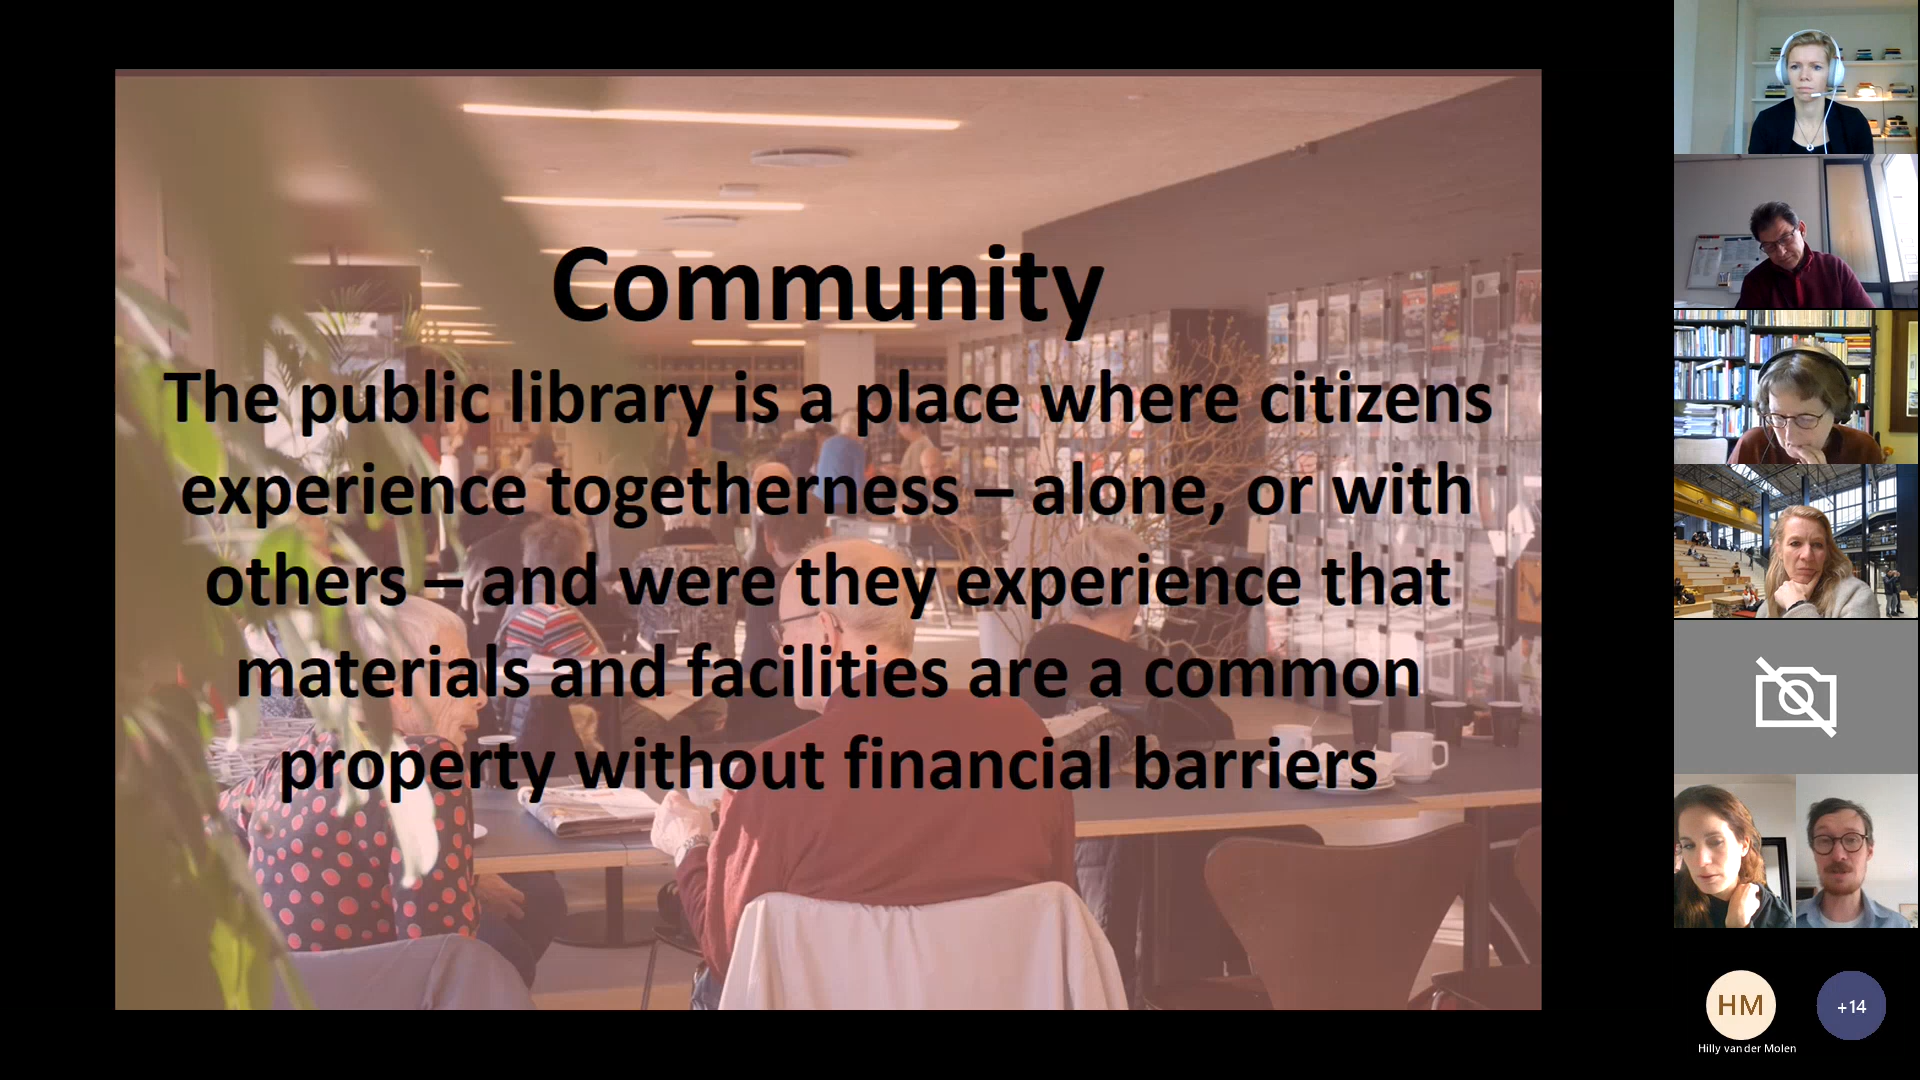 Community
The public library is a place where citizens
experience togetherness – alone, or with
others – and were they experience that
materials and facilities are a common
property without financial barriers
HM
+14
Hilly van der Molen